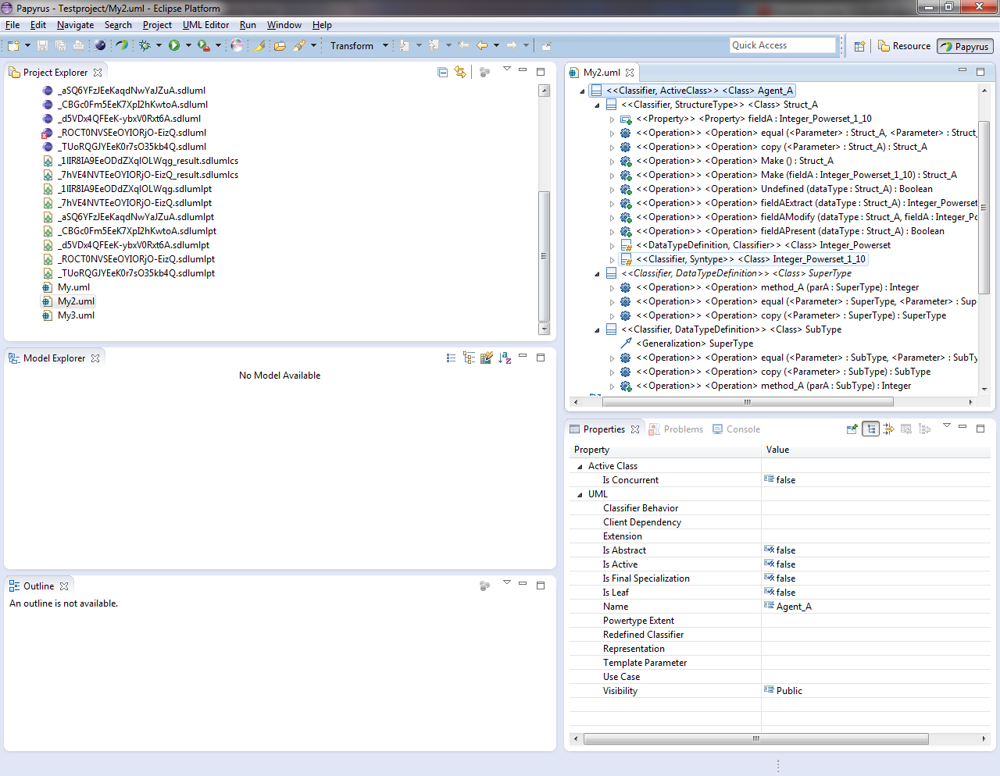 Papyrus - Testproject/My2.uml - Eclipse Platform
File Edit Navigate Search Project UML Editor Run Window Help
Transform Quick Access Resource Papyrus
Project Explorer
_aSQ6YFzJEeKaqdNwYaJZuA.sdluml
_CBGc0Fm5EeK7XpI2hKwtoA.sdluml
_d5VDx4QFEeK-ybxV0Rxt6A.sdluml
_ROCT0NVSEeOYIORjO-EizQ.sdluml
_TUoRQGJYEeK0r7sO35kb4Q.sdluml
_1lIR8IA9EeODdZXqIOLWqg_result.sdlumlcs
_7hVE4NVTEeOYIORjO-EizQ_result.sdlumlcs
_1lIR8IA9EeODdZXqIOLWqg.sdlumlpt
_7hVE4NVTEeOYIORjO-EizQ.sdlumlpt
_aSQ6YFzJEeKaqdNwYaJZuA.sdlumlpt
_CBGc0Fm5EeK7XpI2hKwtoA.sdlumlpt
_d5VDx4QFEeK-ybxV0Rxt6A.sdlumlpt
_ROCT0NVSEeOYIORjO-EizQ.sdlumlpt
_TUoRQGJYEeK0r7sO35kb4Q.sdlumlpt
My.uml
My2.uml
My3.uml
Model Explorer
No Model Available
Outline
An outline is not available.
My2.uml
<<Classifier, ActiveClass>> <Class> Agent_A
<<Classifier, StructureType>> <Class> Struct_A
<<Property>> <Property> fieldA : Integer_Powerset_1_10
<<Operation>> <Operation> equal (<Parameter> : Struct_A, <Parameter> : Struct_
<<Operation>> <Operation> copy (<Parameter> : Struct_A) : Struct_A
<<Operation>> <Operation> Make () : Struct_A
<<Operation>> <Operation> Make (fieldA : Integer_Powerset_1_10) : Struct_A
<<Operation>> <Operation> Undefined (dataType : Struct_A) : Boolean
<<Operation>> <Operation> fieldAExtract (dataType : Struct_A) : Integer_Powerset
<<Operation>> <Operation> fieldAModify (dataType : Struct_A, fieldA : Integer_Po
<<Operation>> <Operation> fieldAPresent (dataType : Struct_A) : Boolean
<<DataTypeDefinition, Classifier>> <Class> Integer_Powerset
<<Classifier, Syntype>> <Class> Integer_Powerset_1_10
<<Classifier, DataTypeDefinition>> <Class> SuperType
<<Operation>> <Operation> method_A (parA : SuperType) : Integer
<<Operation>> <Operation> equal (<Parameter> : SuperType, <Parameter> : Sup
<<Operation>> <Operation> copy (<Parameter> : SuperType) : SuperType
<<Classifier, DataTypeDefinition>> <Class> SubType
<Generalization> SuperType
<<Operation>> <Operation> equal (<Parameter> : SubType, <Parameter> : SubTy
<<Operation>> <Operation> copy (<Parameter> : SubType) : SubType
<<Operation>> <Operation> method_A (parA : SubType) : Integer
Properties Problems Console
Property Value
Active Class
Is Concurrent false
UML
Classifier Behavior
Client Dependency
Extension
Is Abstract false
Is Active false
Is Final Specialization false
Is Leaf false
Name Agent_A
Powertype Extent
Redefined Classifier
Representation
Template Parameter
Use Case
Visibility Public